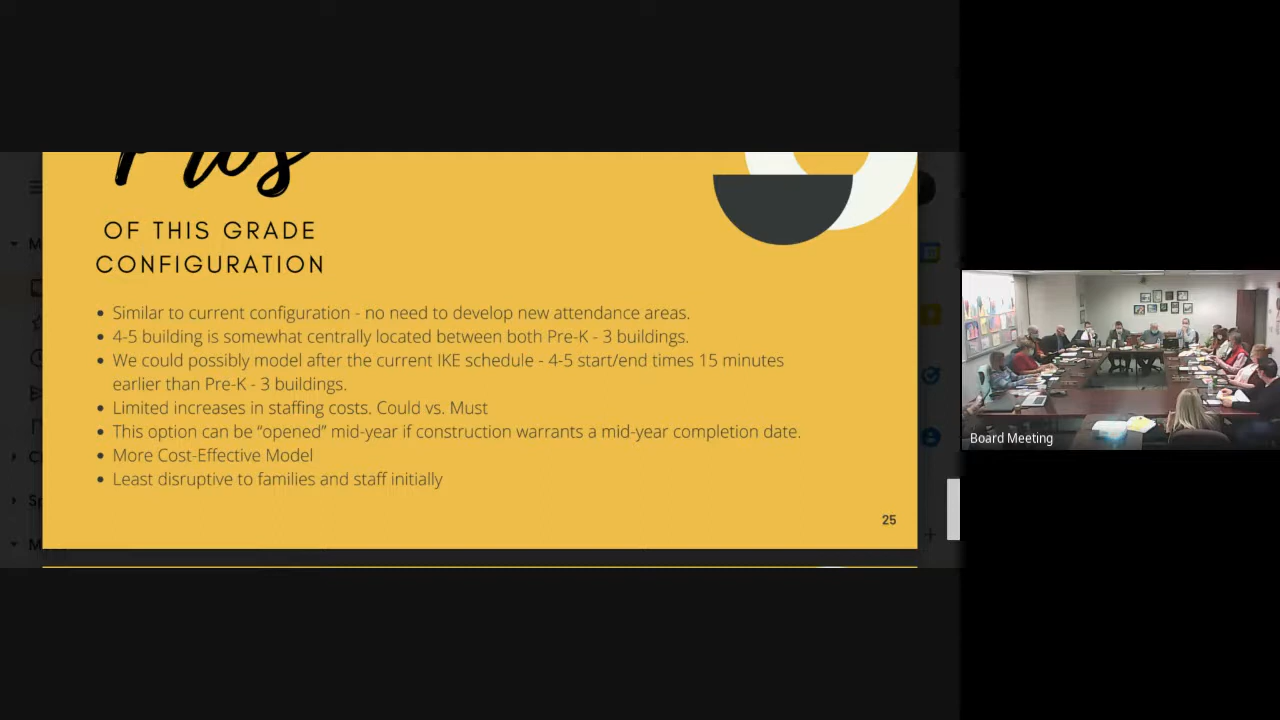 Pros
OF THIS GRADE
CONFIGURATION
Similar to current configuration - no need to develop new attendance areas.
4-5 building is somewhat centrally located between both Pre-K - 3 buildings.
We could possibly model after the current IKE schedule - 4-5 start/end times 15 minutes
earlier than Pre-K - 3 buildings.
Limited increases in staffing costs. Could vs. Must
This option can be “opened” mid-year if construction warrants a mid-year completion date.
More Cost-Effective Model
Least disruptive to families and staff initially
25
Board Meeting